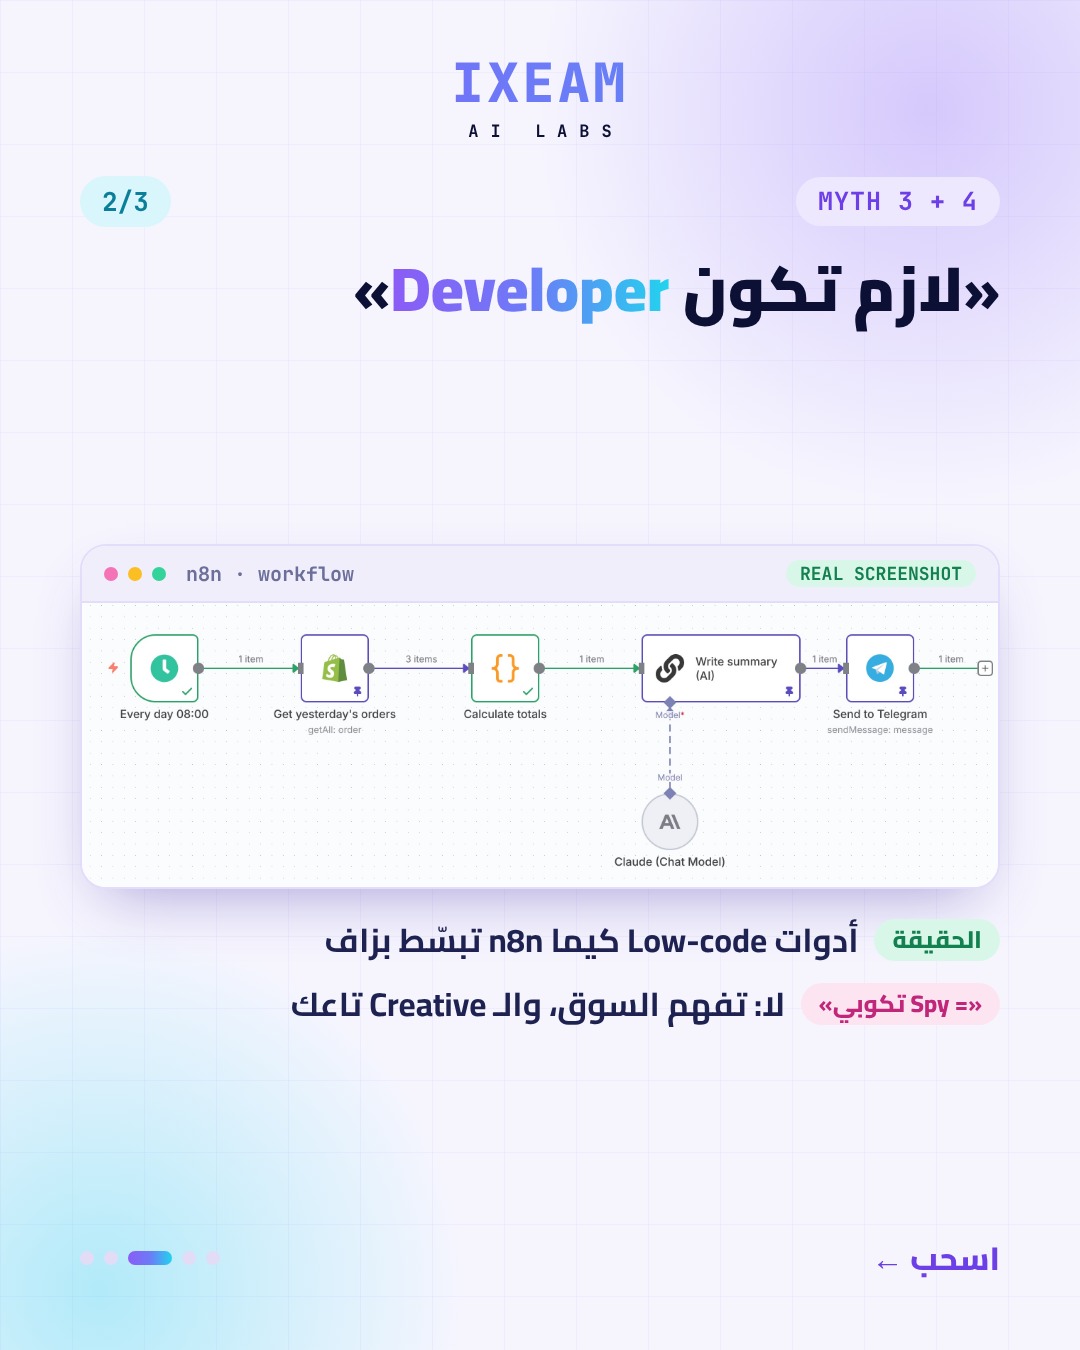 IXEAM
AI LABS
MYTH 3 + 4
2/3
«لازم تكون Developer»
n8n · workflow
REAL SCREENSHOT
1 item
3 items
1 item
1 item
1 item
Write summary (AI)
Every day 08:00
Get yesterday's orders
getAll: order
Calculate totals
Model*
Send to Telegram
sendMessage: message
Model
Claude (Chat Model)
الحقيقة أدوات Low-code كيما n8n تبسّط بزاف
«= Spy تكوبي» لا: تفهم السوق، والـ Creative تاعك
اسحب ←